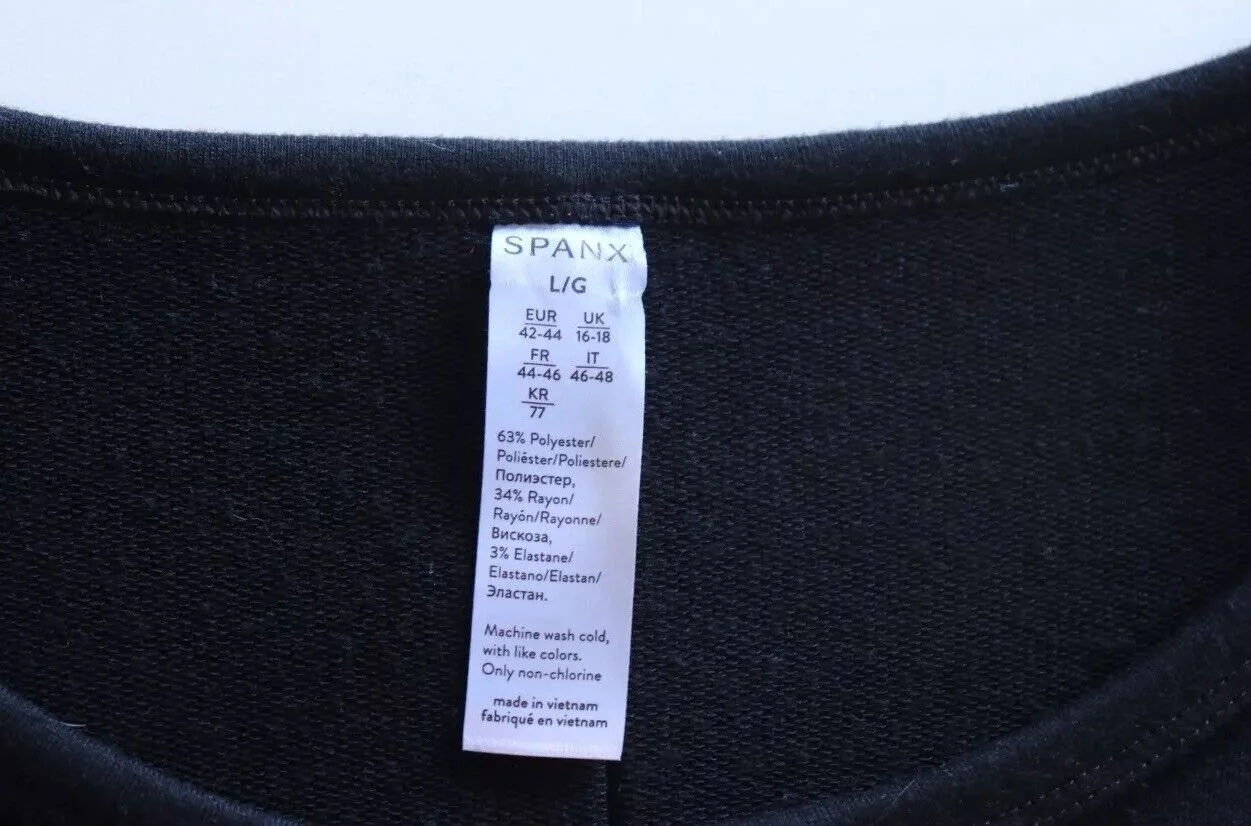 SPANX
L/G
EUR UK
42-44 16-18
FR IT
44-46 46-48
KR
77
63% Polyester/
Poliéster/Poliestere/
Полиэстер,
34% Rayon/
Rayón/Rayonne/
Вискоза,
3% Elastane/
Elastano/Elastan/
Эластан.
Machine wash cold,
with like colors.
Only non-chlorine
made in vietnam
fabriqué en vietnam